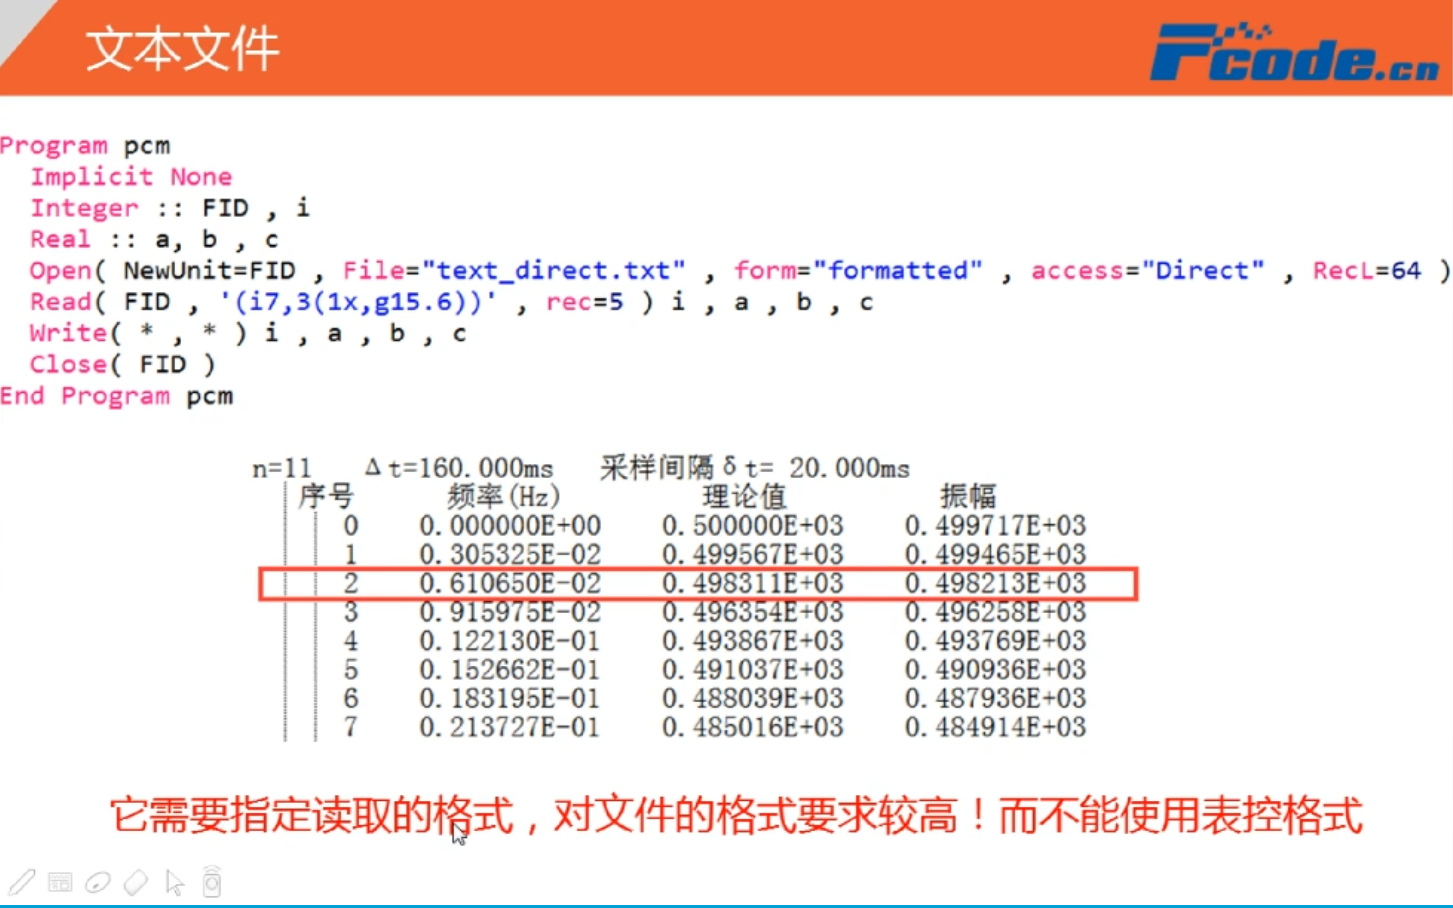 文本文件
Fcode.cn
Program pcm
Implicit None
Integer :: FID , i
Real :: a, b , c
Open( NewUnit=FID , File="text_direct.txt" , form="formatted" , access="Direct" , RecL=64 )
Read( FID , '(i7,3(1x,g15.6))' , rec=5 ) i , a , b , c
Write( * , * ) i , a , b , c
Close( FID )
End Program pcm
n=11 Δt=160.000ms 采样间隔δt= 20.000ms
序号 频率(Hz) 理论值 振幅
0 0.000000E+00 0.500000E+03 0.499717E+03
1 0.305325E-02 0.499567E+03 0.499465E+03
2 0.610650E-02 0.498311E+03 0.498213E+03
3 0.915975E-02 0.496354E+03 0.496258E+03
4 0.122130E-01 0.493867E+03 0.493769E+03
5 0.152662E-01 0.491037E+03 0.490936E+03
6 0.183195E-01 0.488039E+03 0.487936E+03
7 0.213727E-01 0.485016E+03 0.484914E+03
它需要指定读取的格式，对文件的格式要求较高！而不能使用表控格式